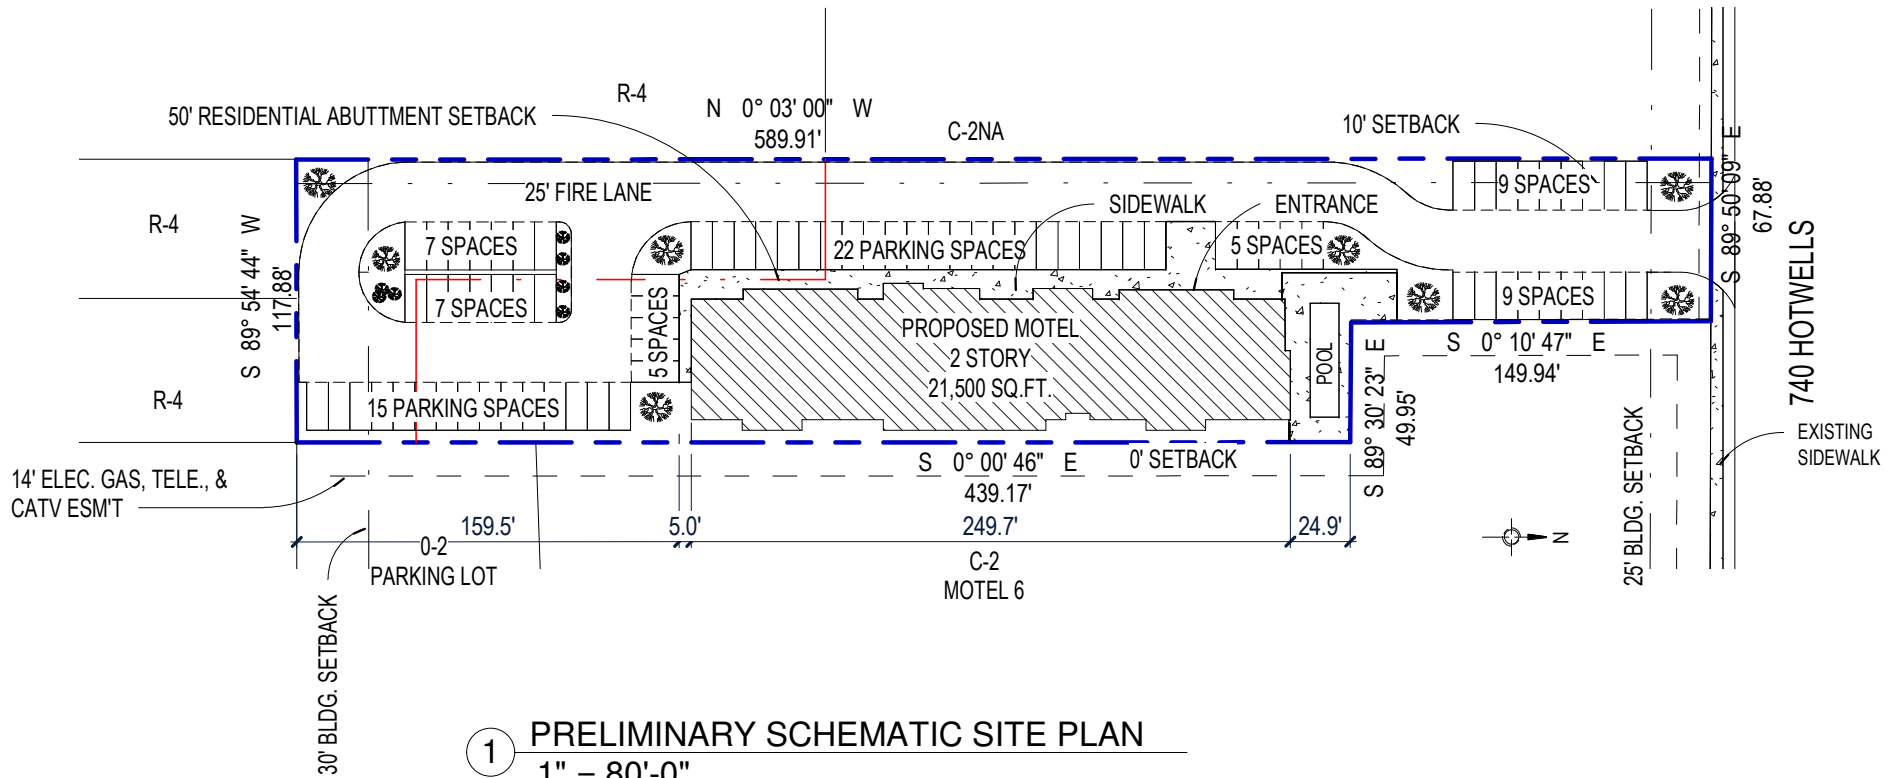 R-4
50' RESIDENTIAL ABUTTMENT SETBACK
N 0° 03' 00" W
589.91'
C-2NA
10' SETBACK
S 89° 50' 09" E
67.88'
25' FIRE LANE
9 SPACES
SIDEWALK
ENTRANCE
R-4
S 89° 54' 44" W
117.88'
7 SPACES
22 PARKING SPACES
5 SPACES
7 SPACES
5 SPACES
9 SPACES
740 HOTWELLS
PROPOSED MOTEL
2 STORY
21,500 SQ.FT.
POOL
S 0° 10' 47" E
149.94'
S 89° 30' 23" E
49.95'
R-4
15 PARKING SPACES
EXISTING
SIDEWALK
S 0° 00' 46" E
439.17'
0' SETBACK
14' ELEC. GAS, TELE., &
CATV ESM'T
25' BLDG. SETBACK
159.5'
5.0'
249.7'
24.9'
N
0-2
PARKING LOT
C-2
MOTEL 6
30' BLDG. SETBACK
1
PRELIMINARY SCHEMATIC SITE PLAN
1" = 80'-0"